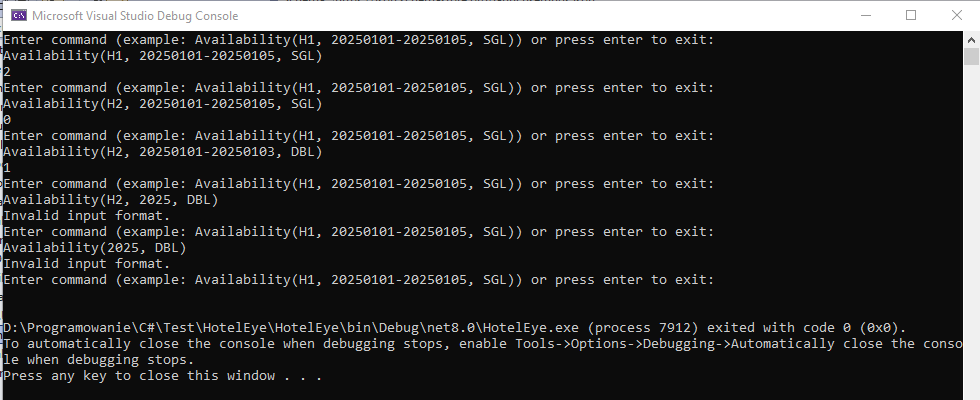 Microsoft Visual Studio Debug Console
Enter command (example: Availability(H1, 20250101-20250105, SGL)) or press enter to exit:
Availability(H1, 20250101-20250105, SGL)
2
Enter command (example: Availability(H1, 20250101-20250105, SGL)) or press enter to exit:
Availability(H2, 20250101-20250105, SGL)
0
Enter command (example: Availability(H1, 20250101-20250105, SGL)) or press enter to exit:
Availability(H2, 20250101-20250103, DBL)
1
Enter command (example: Availability(H1, 20250101-20250105, SGL)) or press enter to exit:
Availability(H2, 2025, DBL)
Invalid input format.
Enter command (example: Availability(H1, 20250101-20250105, SGL)) or press enter to exit:
Availability(2025, DBL)
Invalid input format.
Enter command (example: Availability(H1, 20250101-20250105, SGL)) or press enter to exit:
D:\Programowanie\C#\Test\HotelEye\HotelEye\bin\Debug\net8.0\HotelEye.exe (process 7912) exited with code 0 (0x0).
To automatically close the console when debugging stops, enable Tools->Options->Debugging->Automatically close the conso
le when debugging stops.
Press any key to close this window . . .